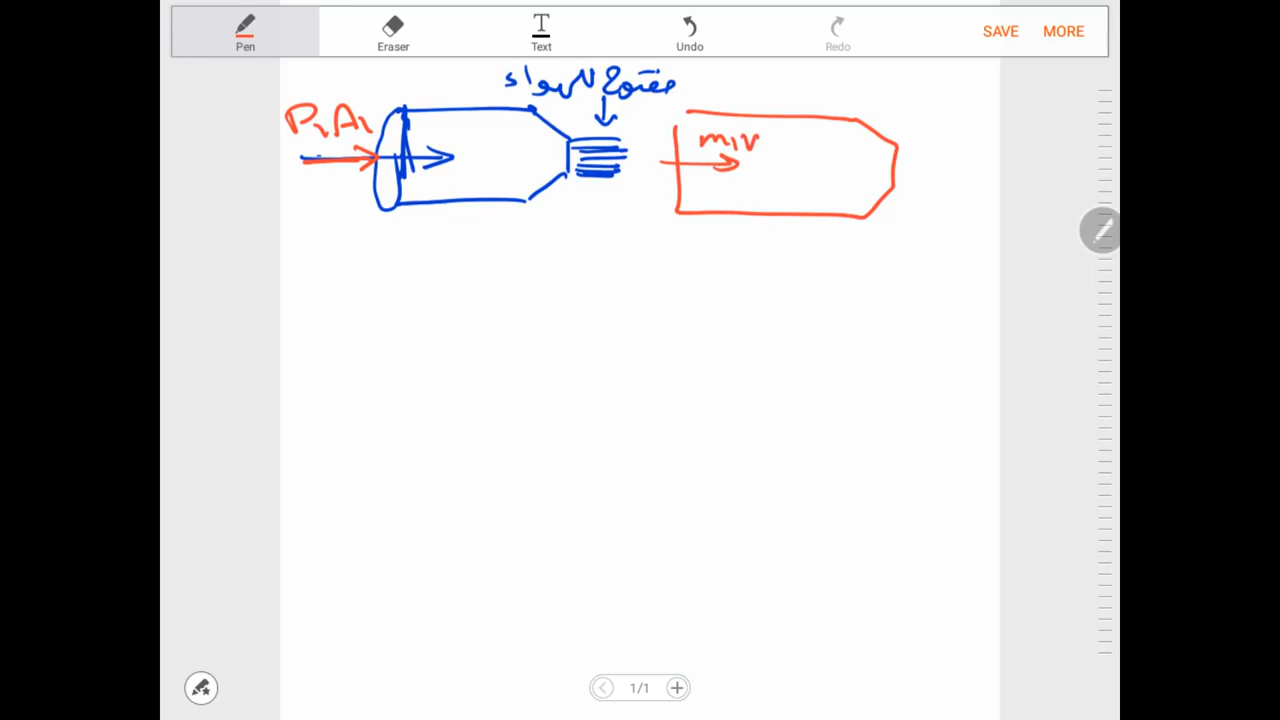 Pen
Eraser
Text
Undo
Redo
SAVE
MORE
مفتوح للهواء
P₁A₁
m₁v
1/1